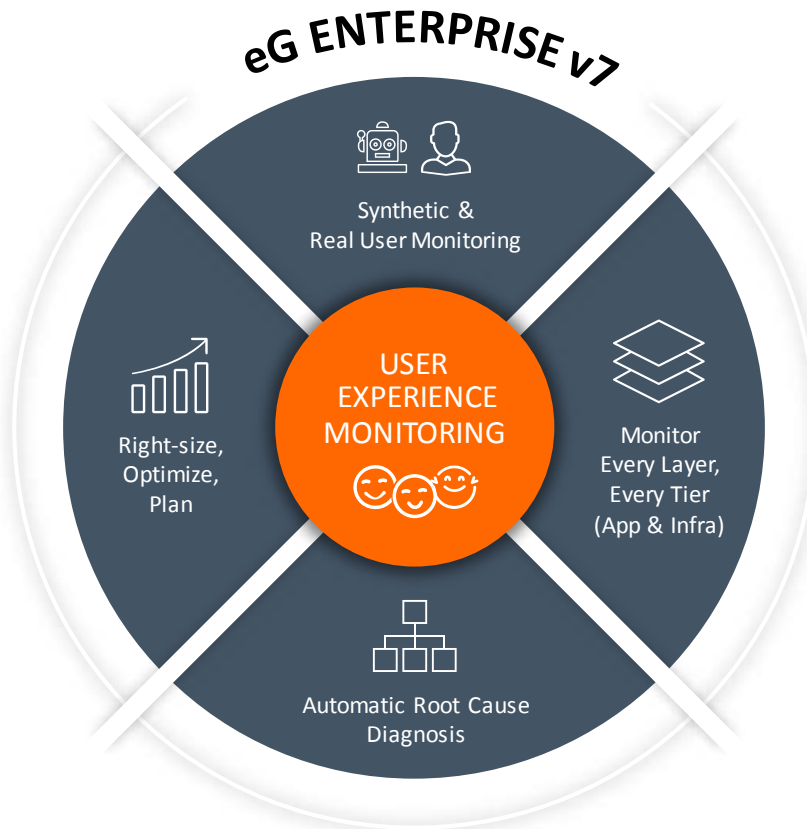 eG ENTERPRISE v7
Synthetic &
Real User Monitoring
USER
EXPERIENCE
MONITORING
Right-size,
Optimize,
Plan
Monitor
Every Layer,
Every Tier
(App & Infra)
Automatic Root Cause
Diagnosis